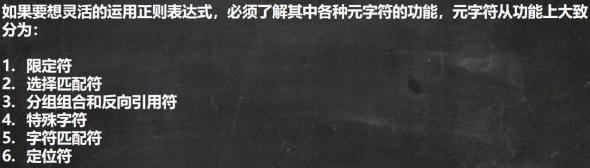 如果要想灵活的运用正则表达式，必须了解其中各种元字符的功能，元字符从功能上大致
分为：
1. 限定符
2. 选择匹配符
3. 分组组合和反向引用符
4. 特殊字符
5. 字符匹配符
6. 定位符